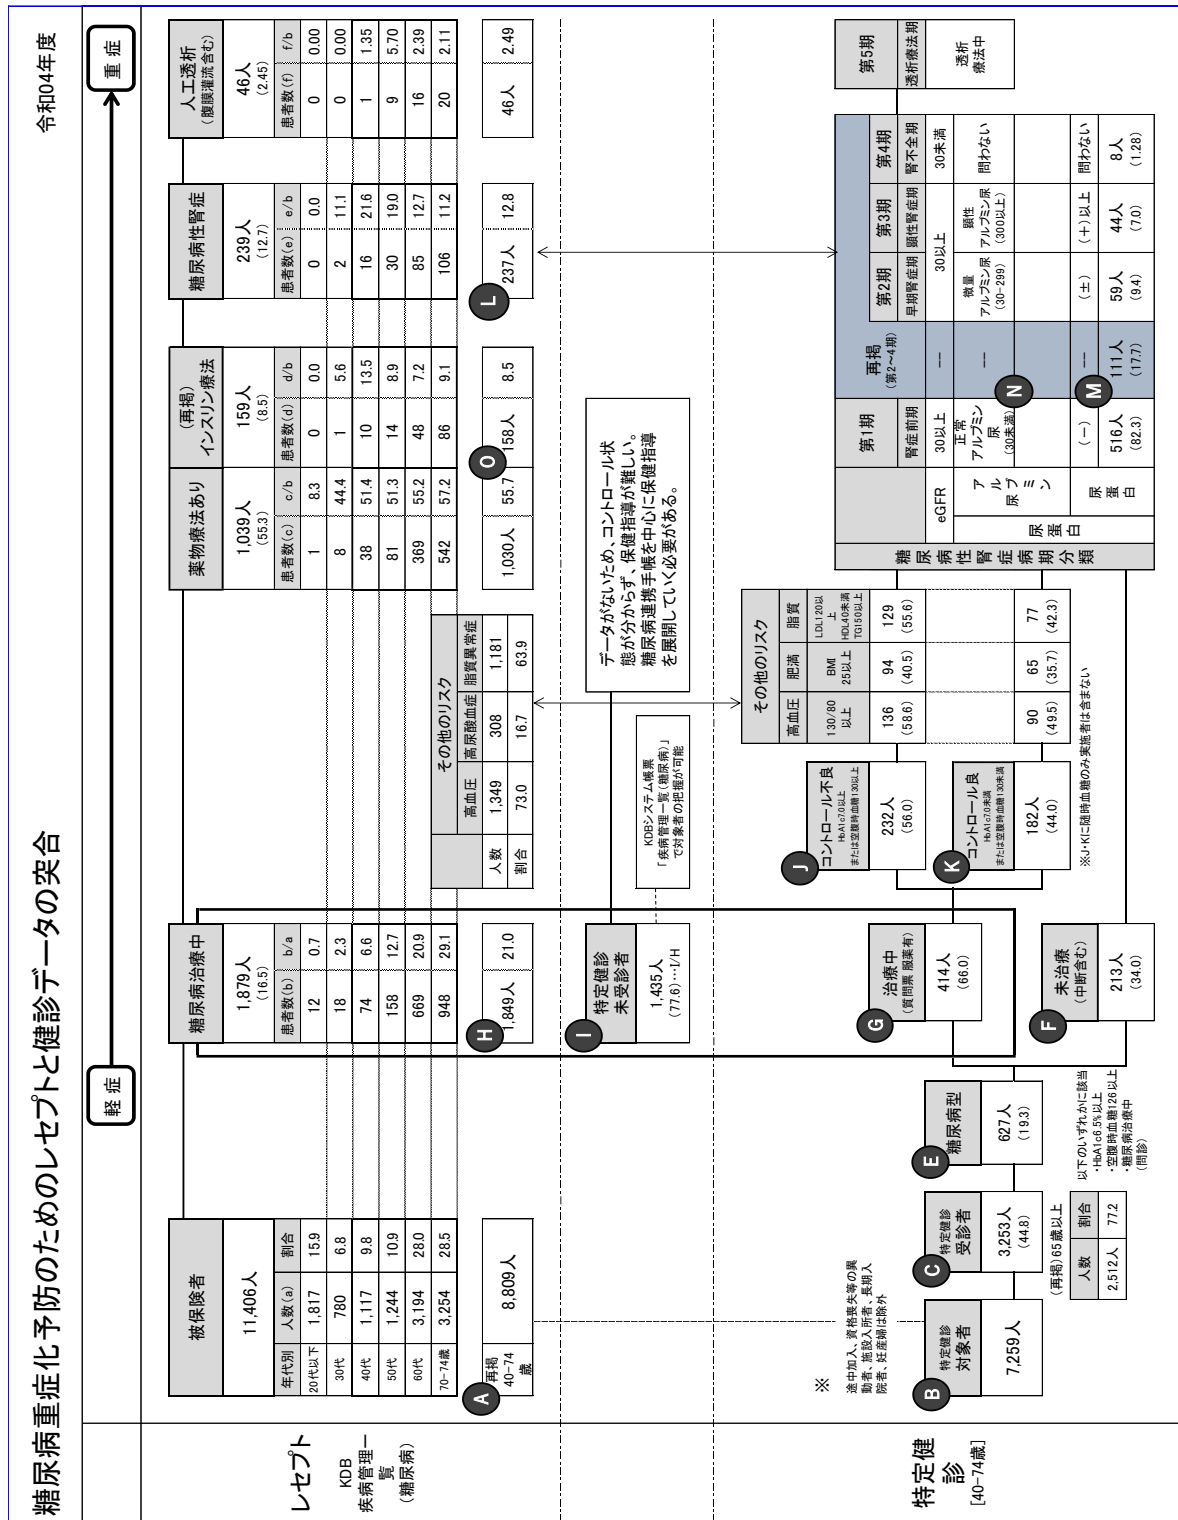 糖尿病重症化予防のためのレセプトと健診データの突合
令和04年度
軽症
重症
レセプト
KDB
疾病管理一
覧
(糖尿病)
被保険者
11,406人
年代別 人数(a) 割合
20代以下 1,817 15.9
30代 780 6.8
40代 1,117 9.8
50代 1,244 10.9
60代 3,194 28.0
70-74歳 3,254 28.5
A
再掲
40-74
歳
8,809人
糖尿病治療中
1,879人
(16.5)
患者数(b) b/a
12 0.7
18 2.3
74 6.6
158 12.7
669 20.9
948 29.1
H
1,849人 21.0
その他のリスク
高血圧 高尿酸血症 脂質異常症
人数 1,349 308 1,181
割合 73.0 16.7 63.9
薬物療法あり
1,039人
(55.3)
患者数(c) c/b
1 8.3
8 44.4
38 51.4
81 51.3
369 55.2
542 57.2
1,030人 55.7
(再掲)
インスリン療法
159人
(8.5)
患者数(d) d/b
0 0.0
1 5.6
10 13.5
14 8.9
48 7.2
86 9.1
O
158人 8.5
糖尿病性腎症
239人
(12.7)
患者数(e) e/b
0 0.0
2 11.1
16 21.6
30 19.0
85 12.7
106 11.2
L
237人 12.8
人工透析
(腹膜灌流含む)
46人
(2.45)
患者数(f) f/b
0 0.00
0 0.00
1 1.35
9 5.70
16 2.39
20 2.11
46人 2.49
I
特定健診
未受診者
1,435人
(77.6)…I/H
KDBシステム帳票
「疾病管理一覧(糖尿病)」
で対象者の把握が可能
データがないため、コントロール状
態が分からず、保健指導が難しい。
糖尿病連携手帳を中心に保健指導
を展開していく必要がある。
特定健
診
[40-74歳]
※
途中加入、資格喪失等の異
動者、施設入所者、長期入
院者、妊産婦は除外
B
特定健診
対象者
7,259人
C
特定健診
受診者
3,253人
(44.8)
(再掲)65歳以上
人数 割合
2,512人 77.2
E
糖尿病型
627人
(19.3)
以下のいずれかに該当
・HbA1c6.5%以上
・空腹時血糖126以上
・糖尿病治療中
(問診)
G
治療中
(質問票 服薬有)
414人
(66.0)
F
未治療
(中断含む)
213人
(34.0)
J
コントロール不良
HbA1c7.0以上
または空腹時血糖130以上
232人
(56.0)
K
コントロール良
HbA1c7.0未満
または空腹時血糖130未満
182人
(44.0)
※J・Kに随時血糖のみ実施者は含まない
その他のリスク
高血圧 肥満 脂質
130/80
以上
BMI
25以上
LDL120以
上
HDL40未満
TG150以上
136
(58.6)
94
(40.5)
129
(55.6)
90
(49.5)
65
(35.7)
77
(42.3)
糖尿病性腎症病期分類
第1期
腎症前期
再掲
(第2~4期)
第2期
早期腎症期
第3期
顕性腎症期
第4期
腎不全期
第5期
透析療法期
eGFR 30以上 -- 30以上 30未満
透析
療法中
尿蛋白
アルブミン尿
正常
アルブミン
尿
(30未満)
--
微量
アルブミン尿
(30-299)
顕性
アルブミン尿
(300以上)
問わない
N
尿蛋白
(-) -- (±) (+)以上 問わない
M
516人
(82.3)
111人
(17.7)
59人
(9.4)
44人
(7.0)
8人
(1.28)